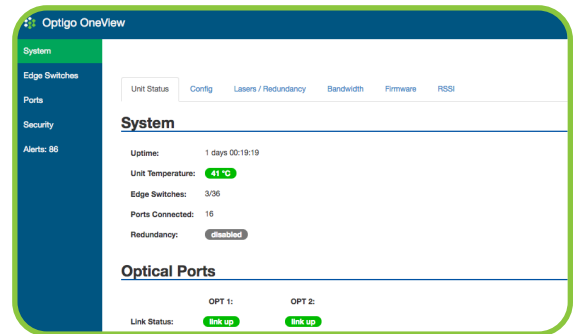 Optigo OneView
System
Edge Switches
Ports
Security
Alerts: 86
Unit Status Config Lasers / Redundancy Bandwidth Firmware RSSI
System
Uptime: 1 days 00:19:19
Unit Temperature: 41 °C
Edge Switches: 3/36
Ports Connected: 16
Redundancy: disabled
Optical Ports
OPT 1: OPT 2:
Link Status: link up link up